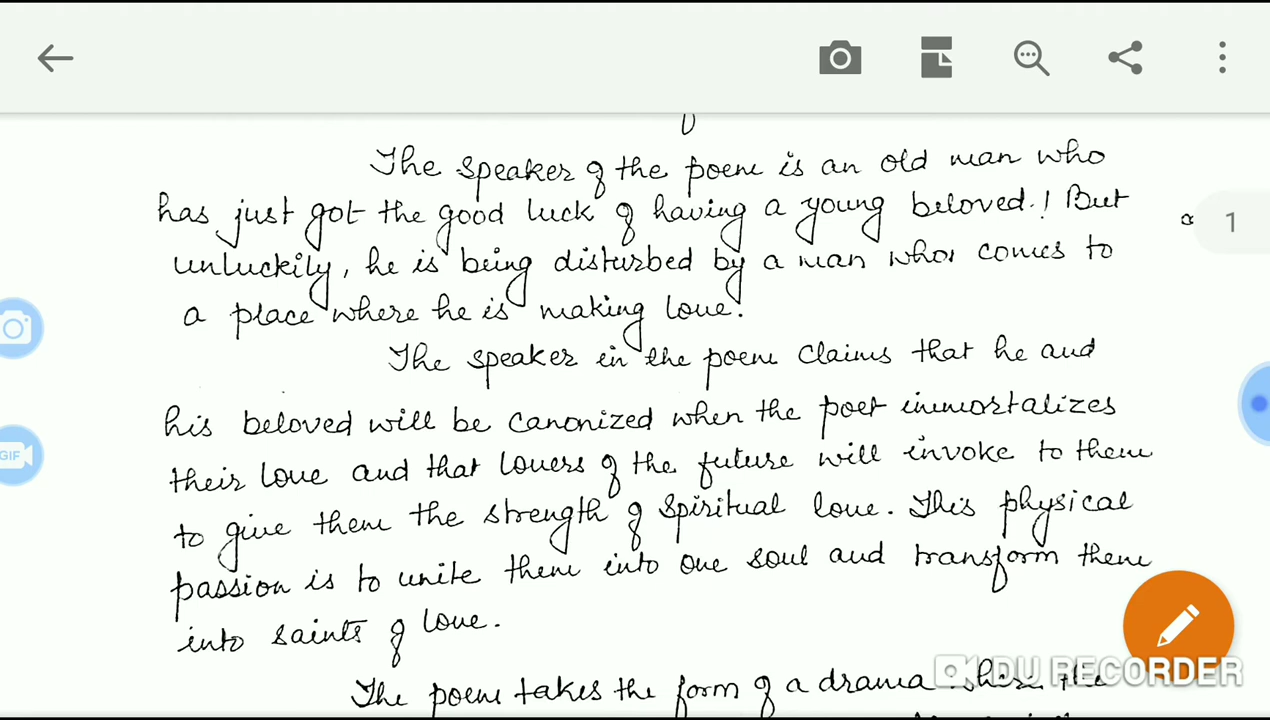 The speaker of the poem is an old man who
has just got the good luck of having a young beloved.! But
1
unluckily, he is being disturbed by a man who comes to
a place where he is making love.
The speaker in the poem claims that he and
his beloved will be canonized when the poet immortalizes
their love and that lovers of the future will invoke to them
GIF
to give them the strength of spiritual love. This physical
passion is to unite them into one soul and transform them
into saints of love.
DU RECORDER
The poem takes the form of a drama where the